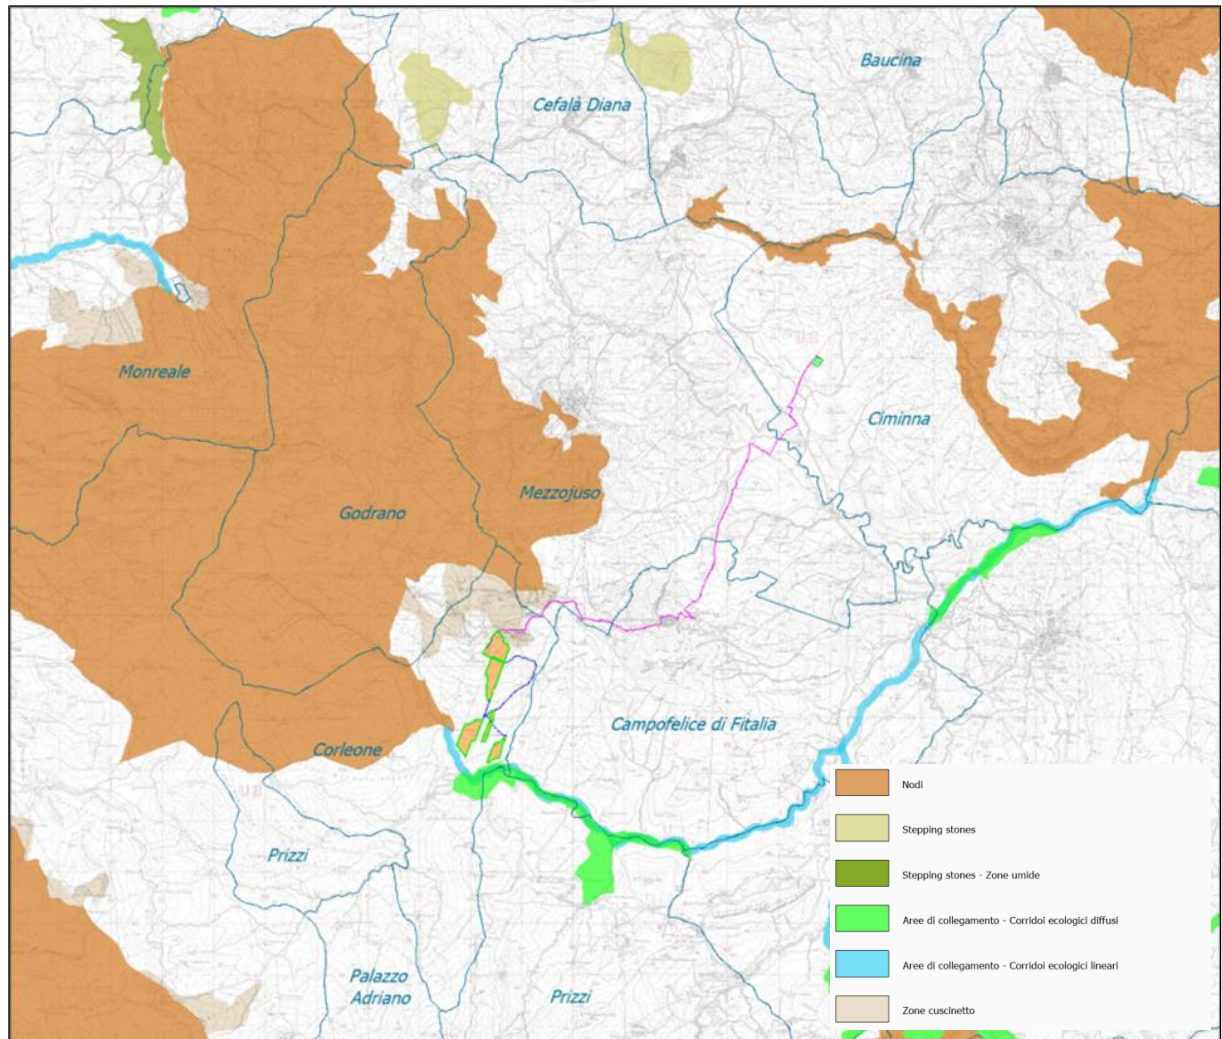 Baucina
Cefalà Diana
Monreale
Ciminna
Mezzojuso
Godrano
Campofelice di Fitalia
Corleone
Prizzi
Palazzo
Adriano
Prizzi
Nodi
Stepping stones
Stepping stones - Zone umide
Aree di collegamento - Corridoi ecologici diffusi
Aree di collegamento - Corridoi ecologici lineari
Zone cuscinetto